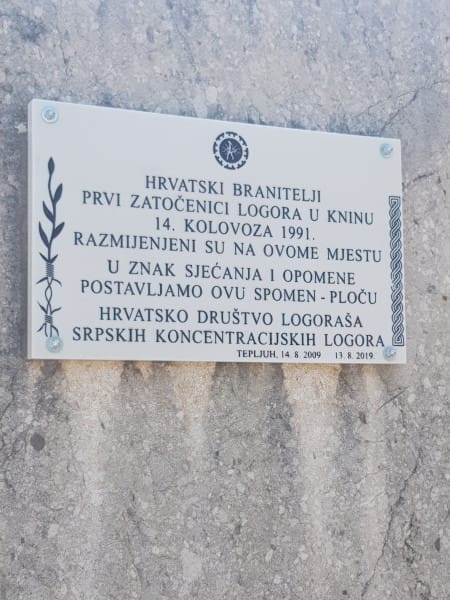 HRVATSKI BRANITELJI
PRVI ZATOČENICI LOGORA U KNINU
14. KOLOVOZA 1991.
RAZMIJENJENI SU NA OVOME MJESTU
U ZNAK SJEĆANJA I OPOMENE
POSTAVLJAMO OVU SPOMEN - PLOČU
HRVATSKO DRUŠTVO LOGORAŠA
SRPSKIH KONCENTRACIJSKIH LOGORA
TEPLJUH, 14. 8. 2009 13. 8. 2019.